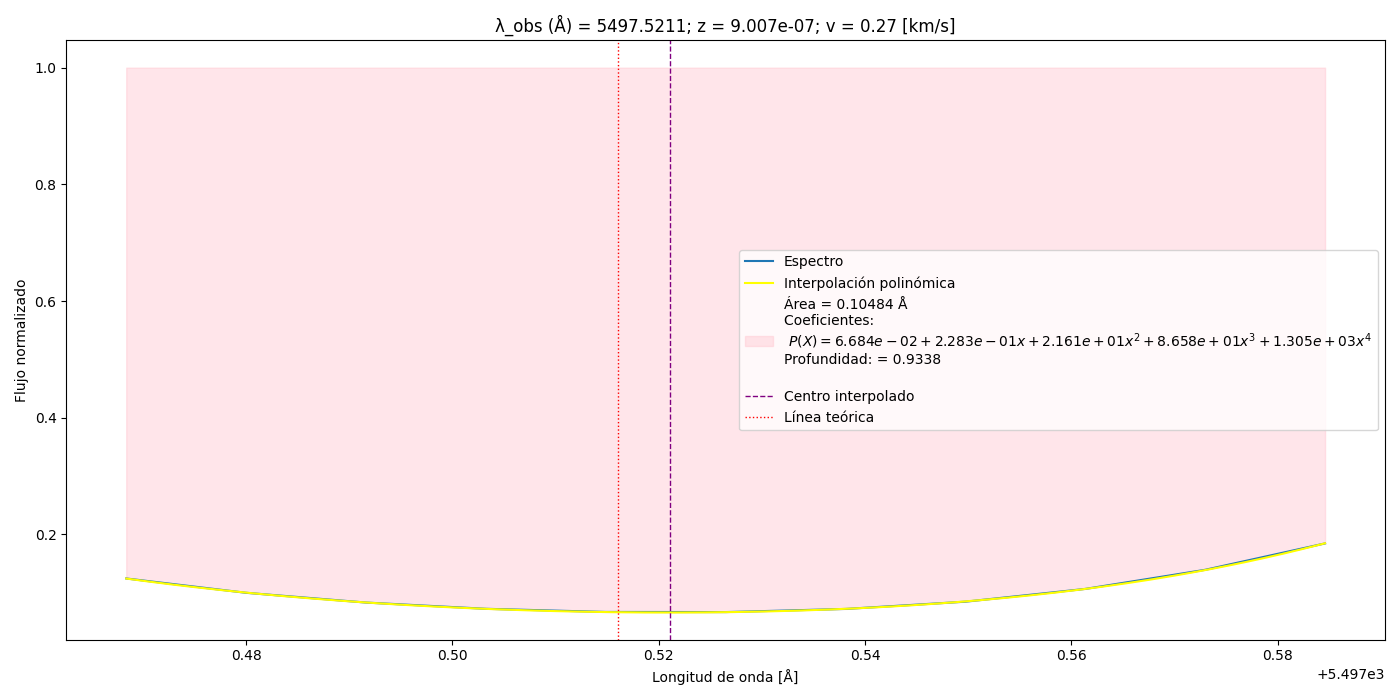 λ_obs (Å) = 5497.5211; z = 9.007e-07; v = 0.27 [km/s]
Flujo normalizado
1.0
0.8
0.6
0.4
0.2
Espectro
Interpolación polinómica
Área = 0.10484 Å
Coeficientes:
P(X) = 6.684e − 02 + 2.283e − 01x + 2.161e + 01x² + 8.658e + 01x³ + 1.305e + 03x⁴
Profundidad: = 0.9338
Centro interpolado
Línea teórica
0.48 0.50 0.52 0.54 0.56 0.58
+5.497e3
Longitud de onda [Å]